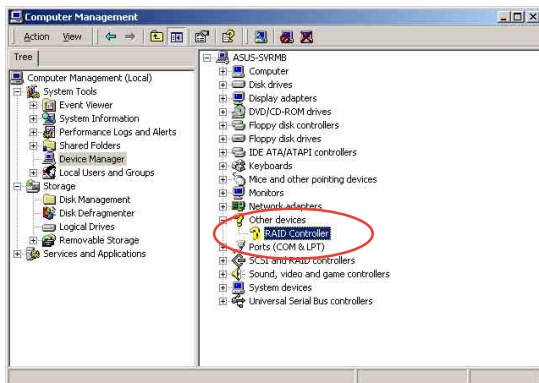 Computer Management
Action View
Tree
Computer Management (Local)
System Tools
Event Viewer
System Information
Performance Logs and Alerts
Shared Folders
Device Manager
Local Users and Groups
Storage
Disk Management
Disk Defragmenter
Logical Drives
Removable Storage
Services and Applications
ASUS-SVRMB
Computer
Disk drives
Display adapters
DVD/CD-ROM drives
Floppy disk controllers
Floppy disk drives
IDE ATA/ATAPI controllers
Keyboards
Mice and other pointing devices
Monitors
Network adapters
Other devices
RAID Controller
Ports (COM & LPT)
SCSI and RAID controllers
Sound, video and game controllers
System devices
Universal Serial Bus controllers